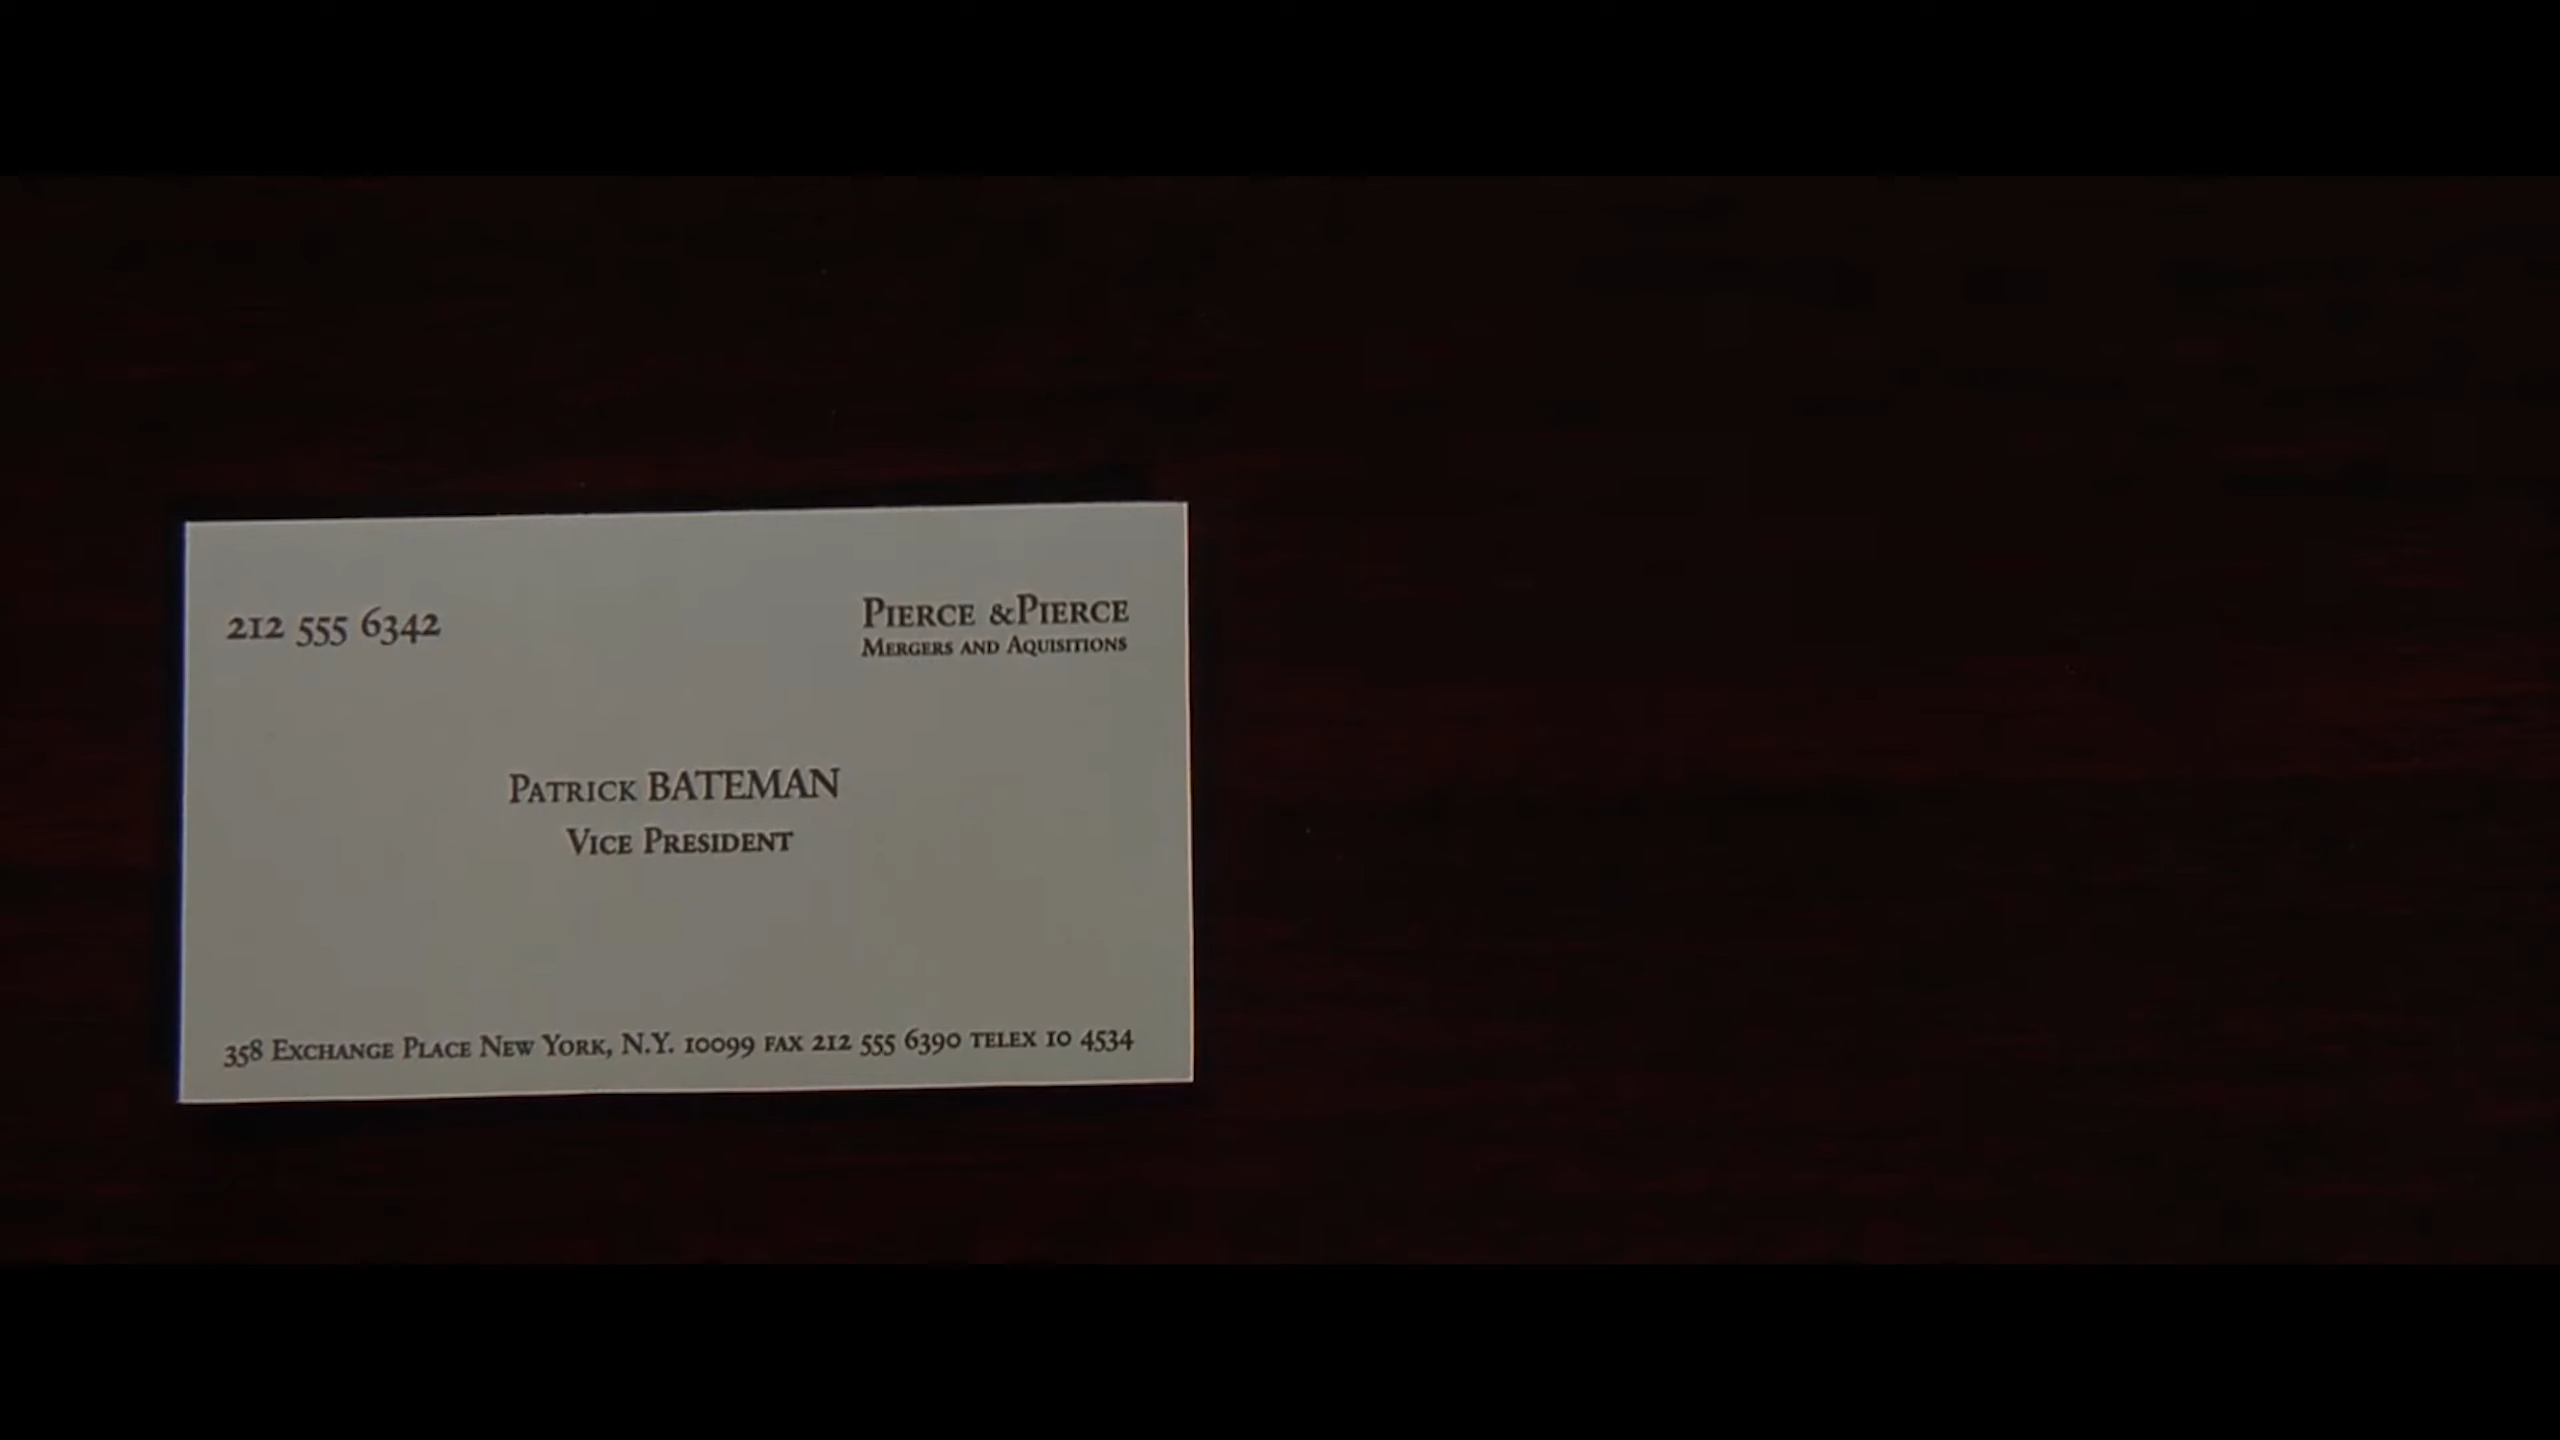 212 555 6342
PIERCE &PIERCE
MERGERS AND AQUISITIONS
PATRICK BATEMAN
VICE PRESIDENT
358 EXCHANGE PLACE NEW YORK, N.Y. 10099 FAX 212 555 6390 TELEX 10 4534